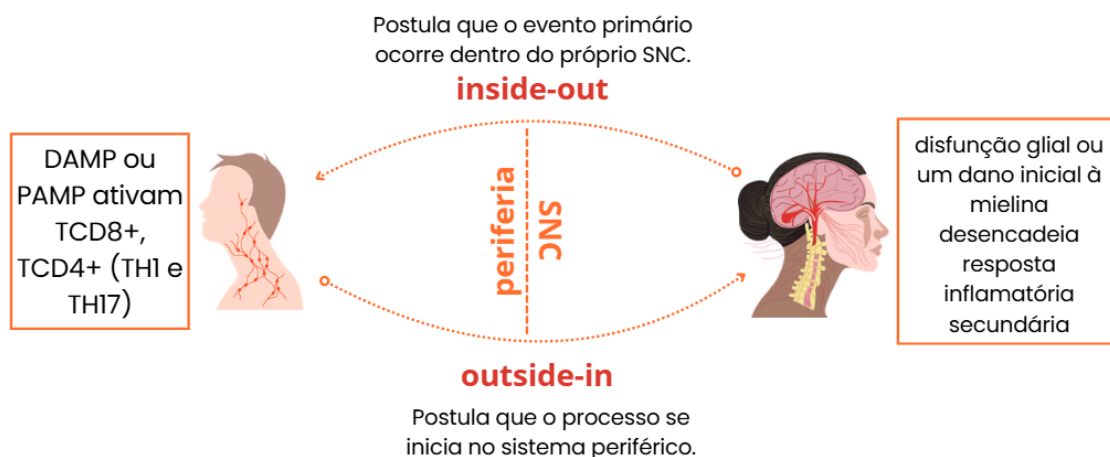 Postula que o evento primário
ocorre dentro do próprio SNC.
inside-out
DAMP ou
PAMP ativam
TCD8+,
TCD4+ (TH1 e
TH17)
periferia
SNC
disfunção glial ou
um dano inicial à
mielina
desencadeia
resposta
inflamatória
secundária
outside-in
Postula que o processo se
inicia no sistema periférico.